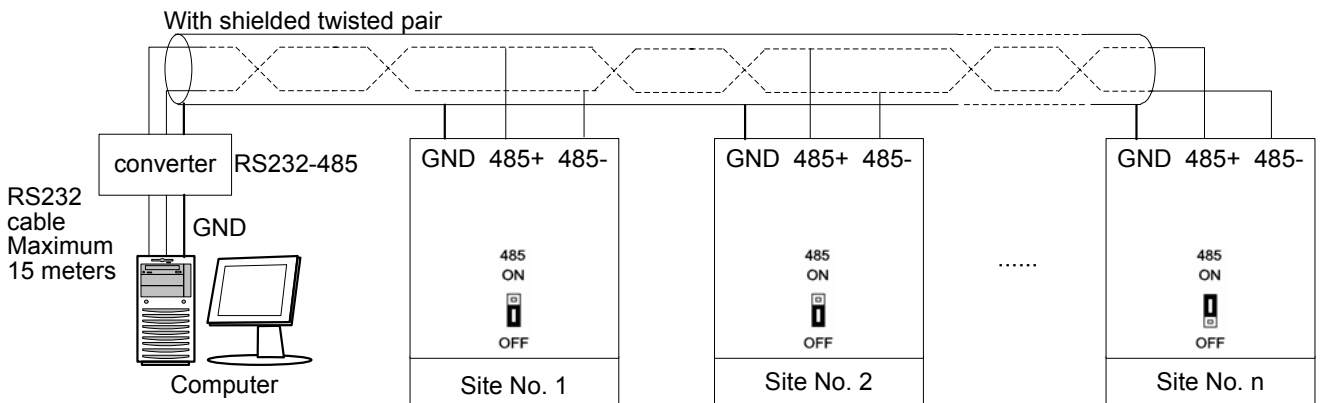 With shielded twisted pair
converter
RS232-485
RS232
cable
Maximum
15 meters
GND
Computer
GND 485+ 485-
485
ON
OFF
Site No. 1
GND 485+ 485-
485
ON
OFF
Site No. 2
......
GND 485+ 485-
485
ON
OFF
Site No. n